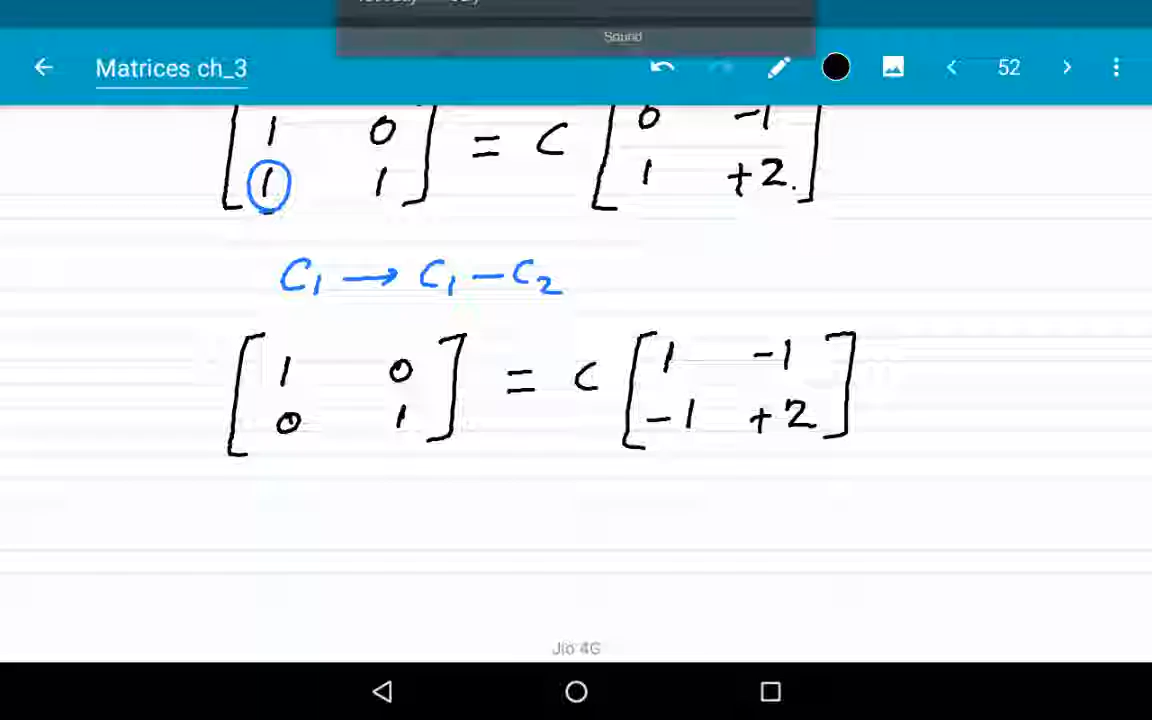 Sound
Matrices ch_3
52
1 0 = C 0 -1
1 1 1 +2.
C₁ → C₁ - C₂
[1 0] = C [1 -1]
[0 1] [-1 +2]
Jio 4G